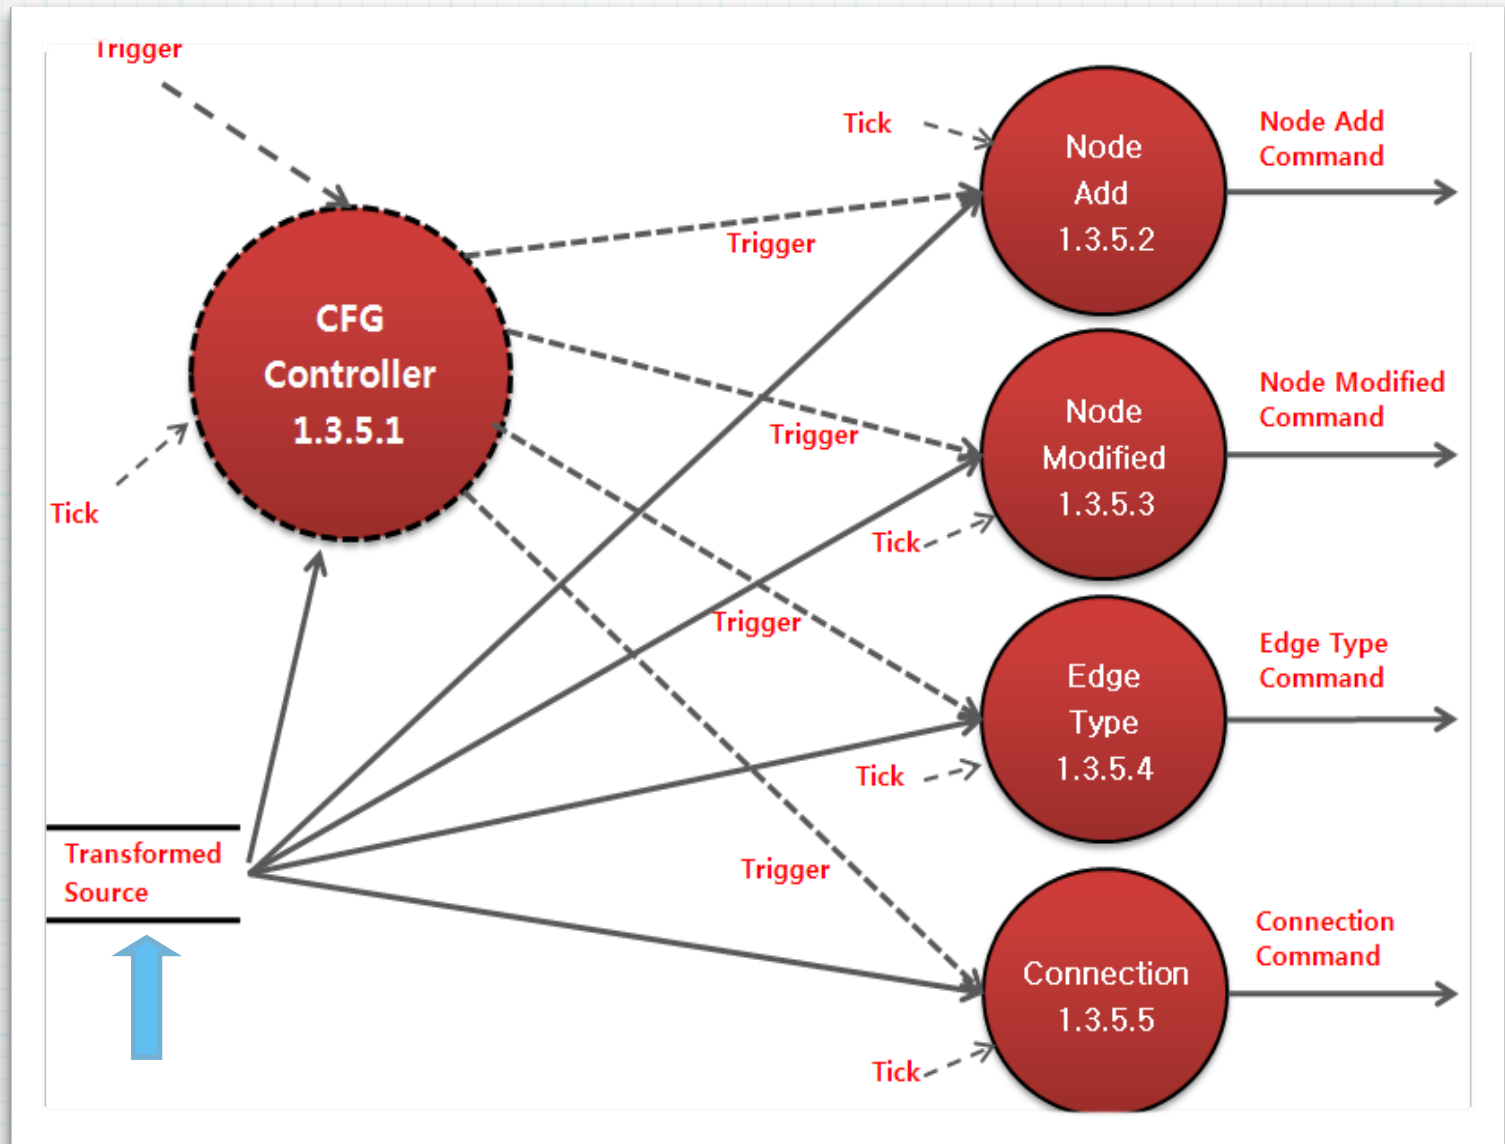 Trigger
Tick
Node
Add
1.3.5.2
Node Add
Command
Trigger
CFG
Controller
1.3.5.1
Node
Modified
1.3.5.3
Node Modified
Command
Trigger
Tick
Tick
Trigger
Edge
Type
1.3.5.4
Edge Type
Command
Tick
Transformed
Source
Trigger
Connection
1.3.5.5
Connection
Command
Tick